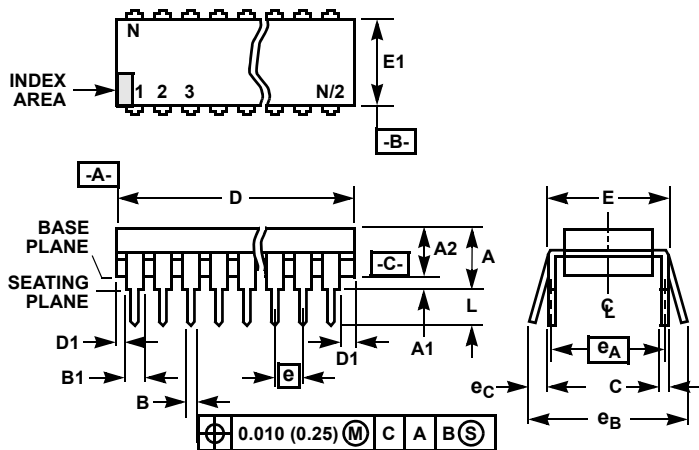 N
E1
INDEX
AREA
1 2 3 N/2
-B-
-A-
D
E
BASE
PLANE
A2
A
-C-
SEATING
PLANE
L
D1
A1
D1
B1
e
eA
eC
C
B
eB
0.010 (0.25) M C A B S